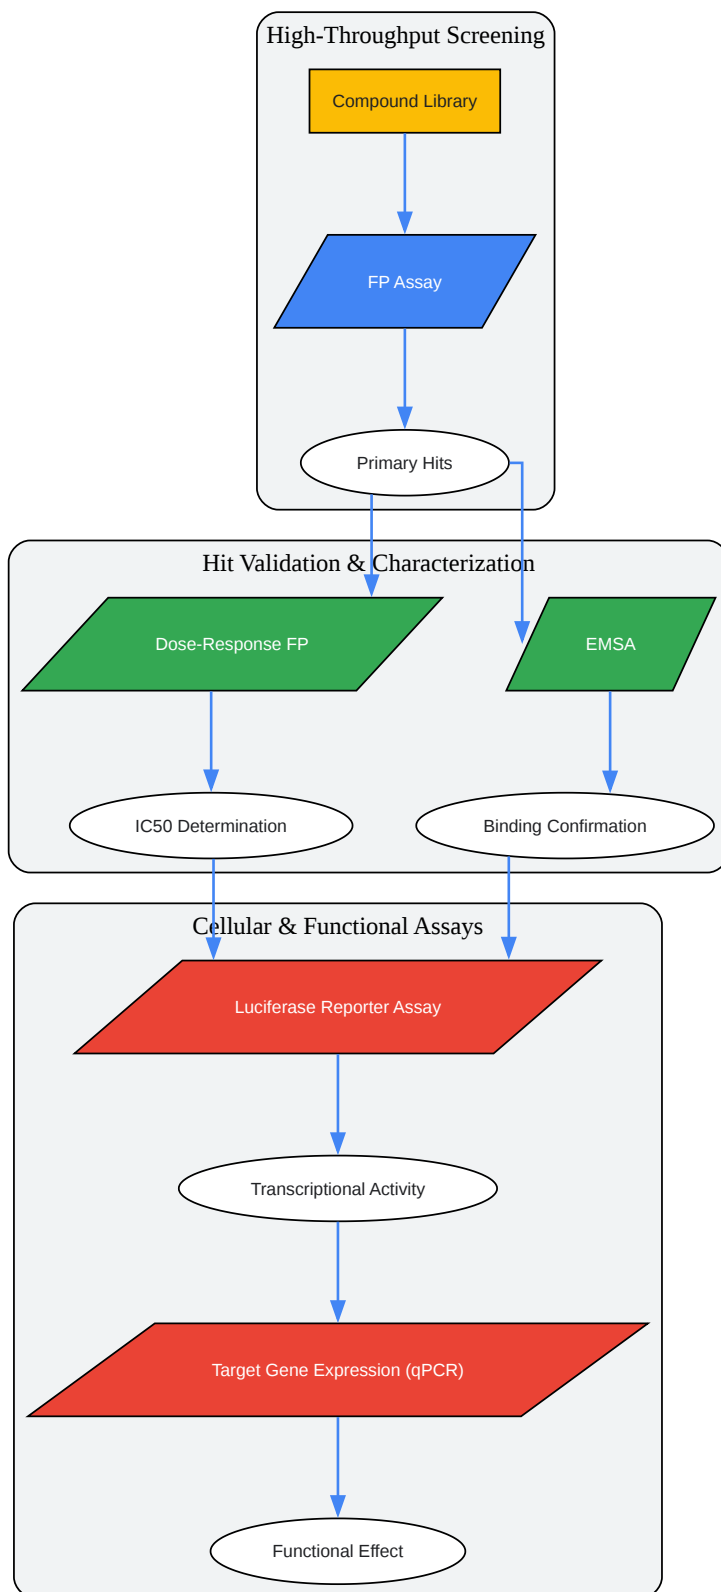 High-Throughput Screening
Compound Library
FP Assay
Primary Hits
Hit Validation & Characterization
Dose-Response FP
EMSA
IC50 Determination
Binding Confirmation
Cellular & Functional Assays
Luciferase Reporter Assay
Transcriptional Activity
Target Gene Expression (qPCR)
Functional Effect